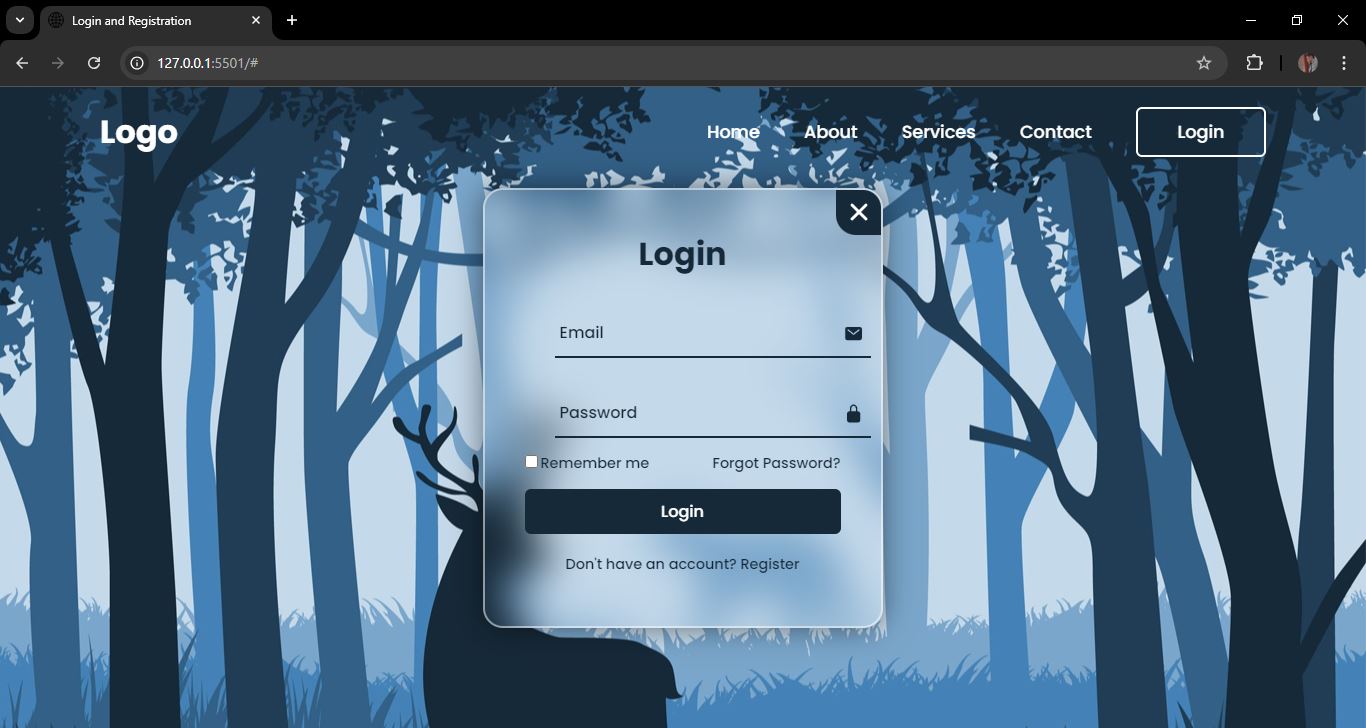 Login and Registration
127.0.0.1:5501/#
Logo
Home About Services Contact Login
Login
Email
Password
Remember me Forgot Password?
Login
Don't have an account? Register